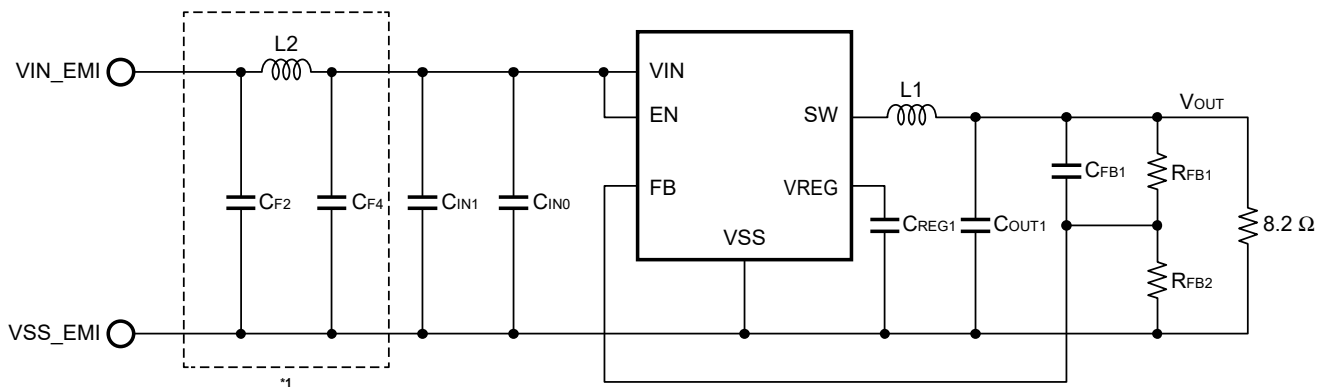 L2
VIN_EMI
VIN
EN
FB
VSS
SW
VREG
L1
VOUT
CF2
CF4
CIN1
CIN0
CREG1
COUT1
CFB1
RFB1
RFB2
8.2 Ω
VSS_EMI
*1